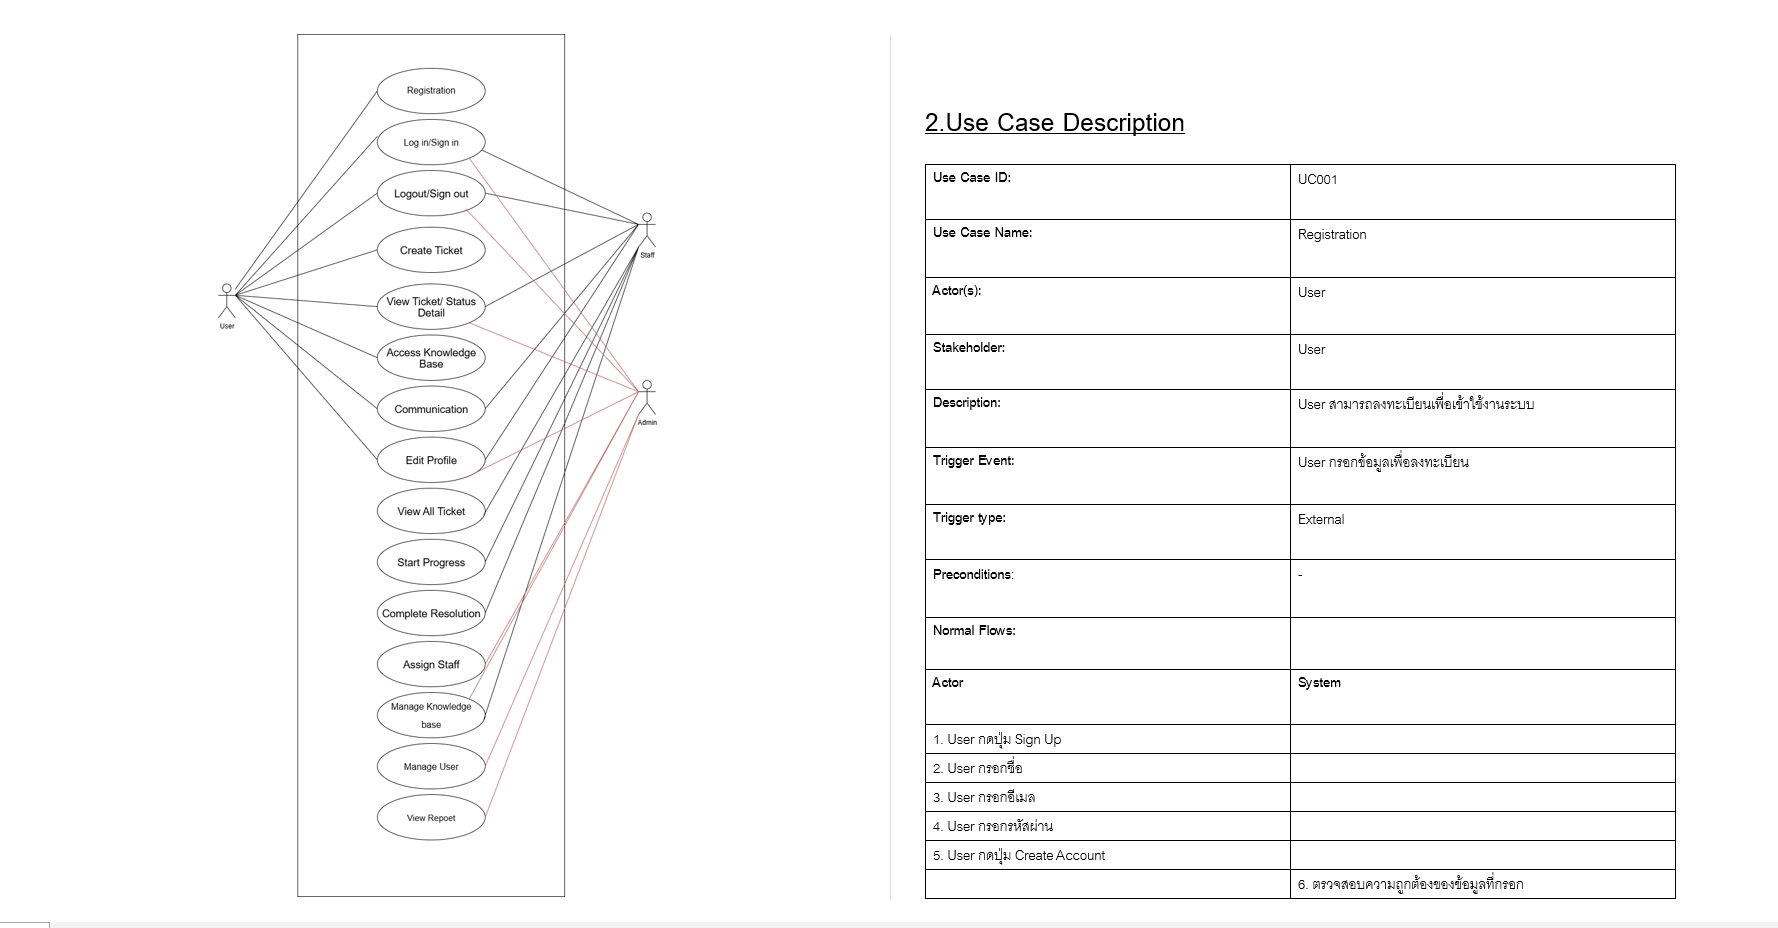 Registration
Log in/Sign in
Logout/Sign out
Create Ticket
View Ticket/ Status
Detail
Access Knowledge
Base
Communication
Edit Profile
View All Ticket
Start Progress
Complete Resolution
Assign Staff
Manage Knowledge
base
Manage User
View Repoet
User
Staff
Admin
2.Use Case Description
Use Case ID: UC001
Use Case Name: Registration
Actor(s): User
Stakeholder: User
Description: User สามารถลงทะเบียนเพื่อเข้าใช้งานระบบ
Trigger Event: User กรอกข้อมูลเพื่อลงทะเบียน
Trigger type: External
Preconditions: -
Normal Flows:
Actor System
1. User กดปุ่ม Sign Up
2. User กรอกชื่อ
3. User กรอกอีเมล
4. User กรอกรหัสผ่าน
5. User กดปุ่ม Create Account
6. ตรวจสอบความถูกต้องของข้อมูลที่กรอก